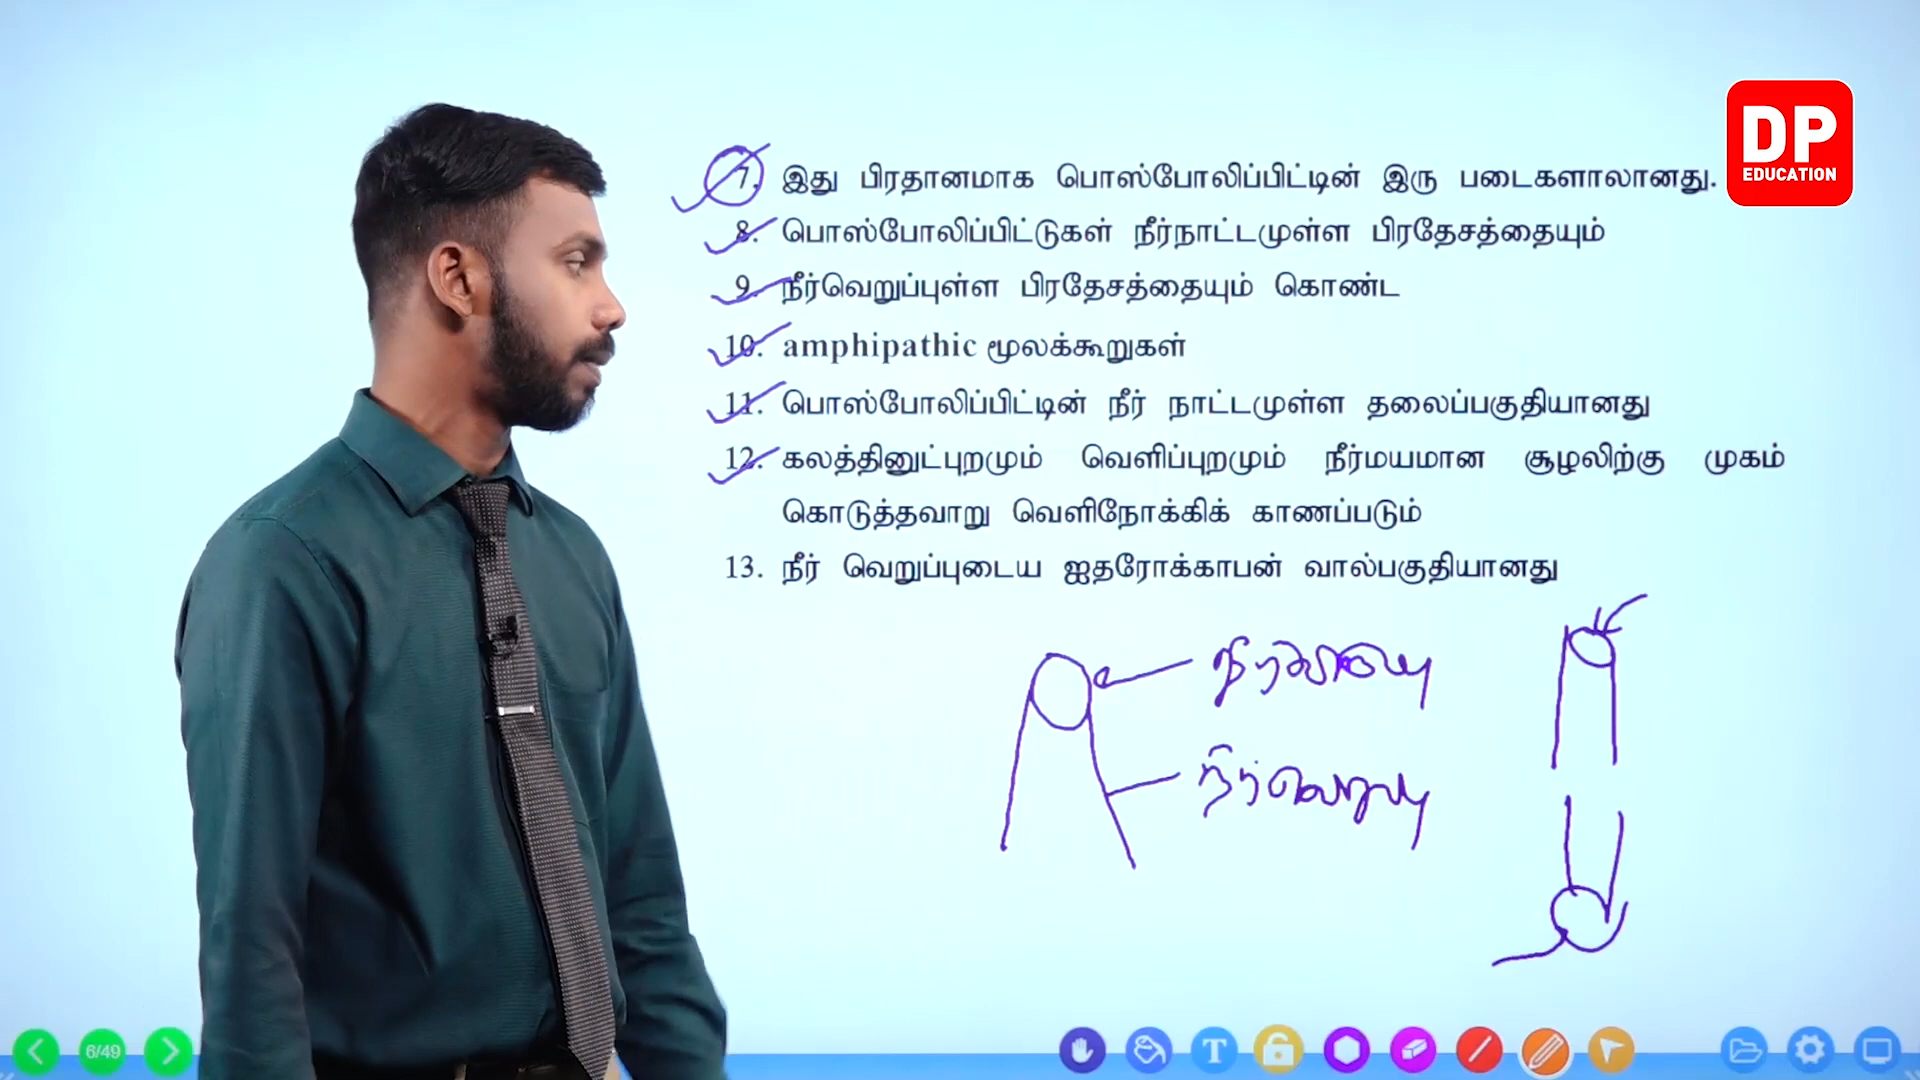 DP
EDUCATION
7. இது பிரதானமாக பொஸ்போலிப்பிட்டின் இரு படைகளாலானது.
8. பொஸ்போலிப்பிட்டுகள் நீர்நாட்டமுள்ள பிரதேசத்தையும்
9. நீர்வெறுப்புள்ள பிரதேசத்தையும் கொண்ட
10. amphipathic மூலக்கூறுகள்
11. பொஸ்போலிப்பிட்டின் நீர் நாட்டமுள்ள தலைப்பகுதியானது
12. கலத்தினுட்புறமும் வெளிப்புறமும் நீர்மயமான சூழலிற்கு முகம்
கொடுத்தவாறு வெளிநோக்கிக் காணப்படும்
13. நீர் வெறுப்புடைய ஐதரோக்காபன் வால்பகுதியானது
6/49
T